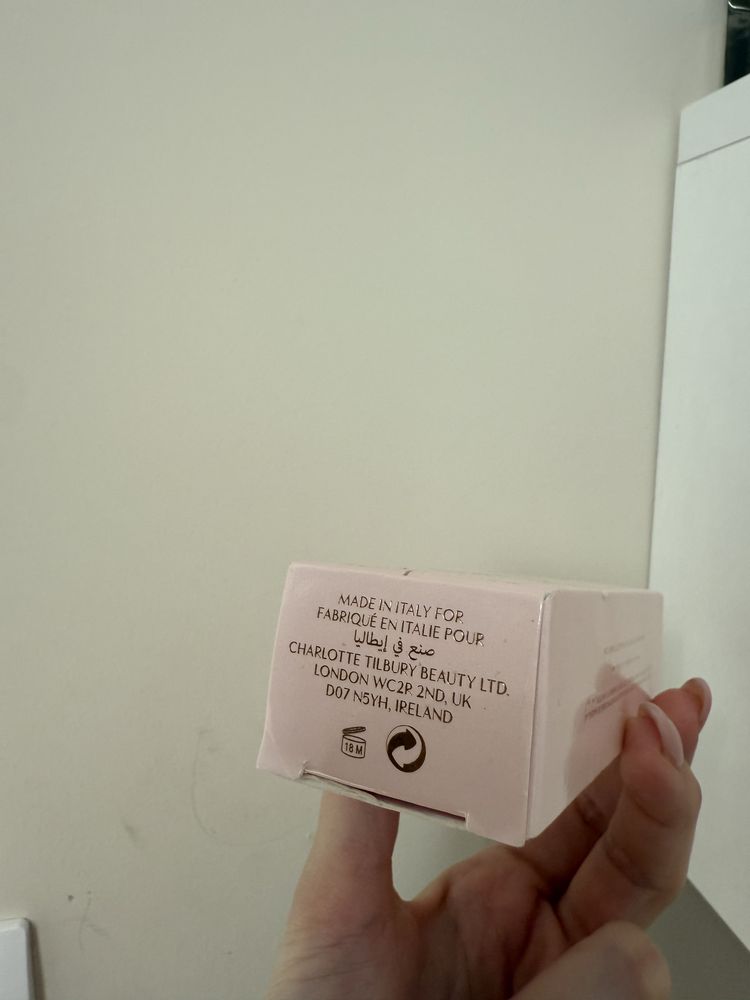 MADE IN ITALY FOR
FABRIQUÉ EN ITALIE POUR
صنع في إيطاليا
CHARLOTTE TILBURY BEAUTY LTD.
LONDON WC2R 2ND, UK
D07 N5YH, IRELAND
18 M